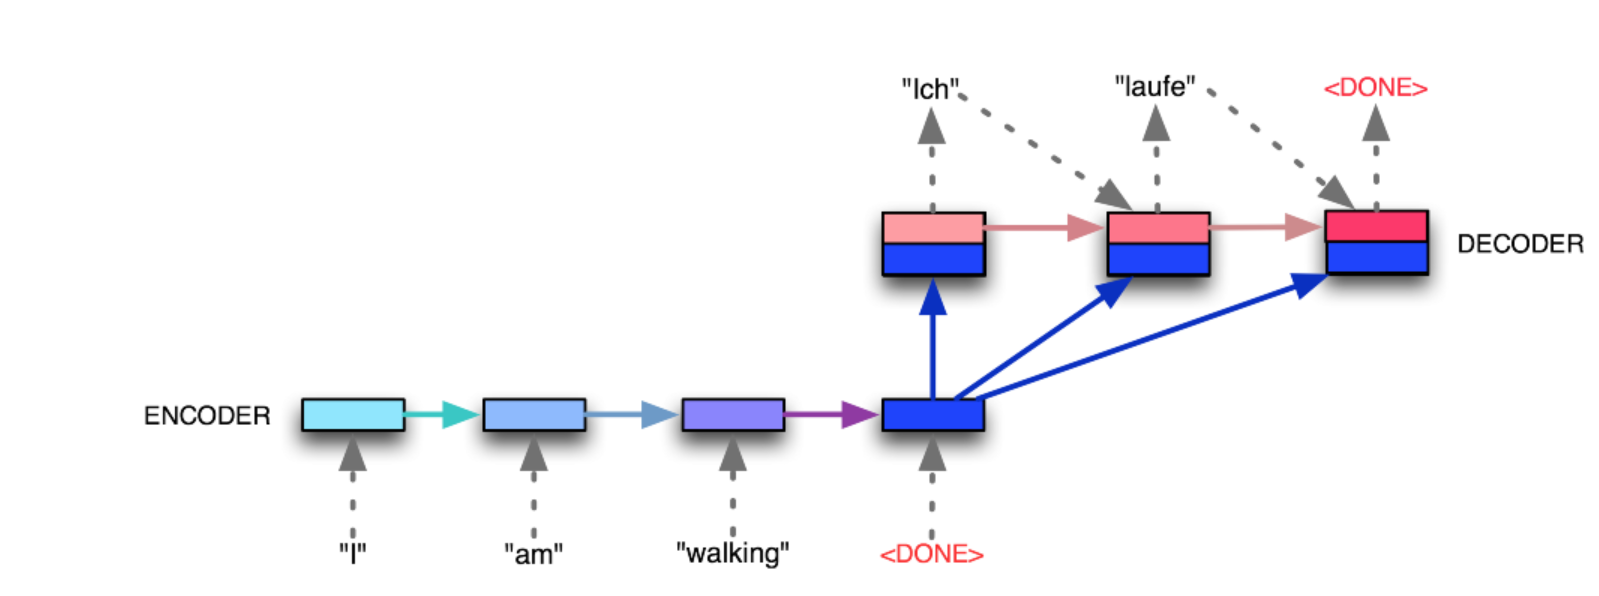 "Ich"
"laufe"
<DONE>
DECODER
ENCODER
"I"
"am"
"walking"
<DONE>